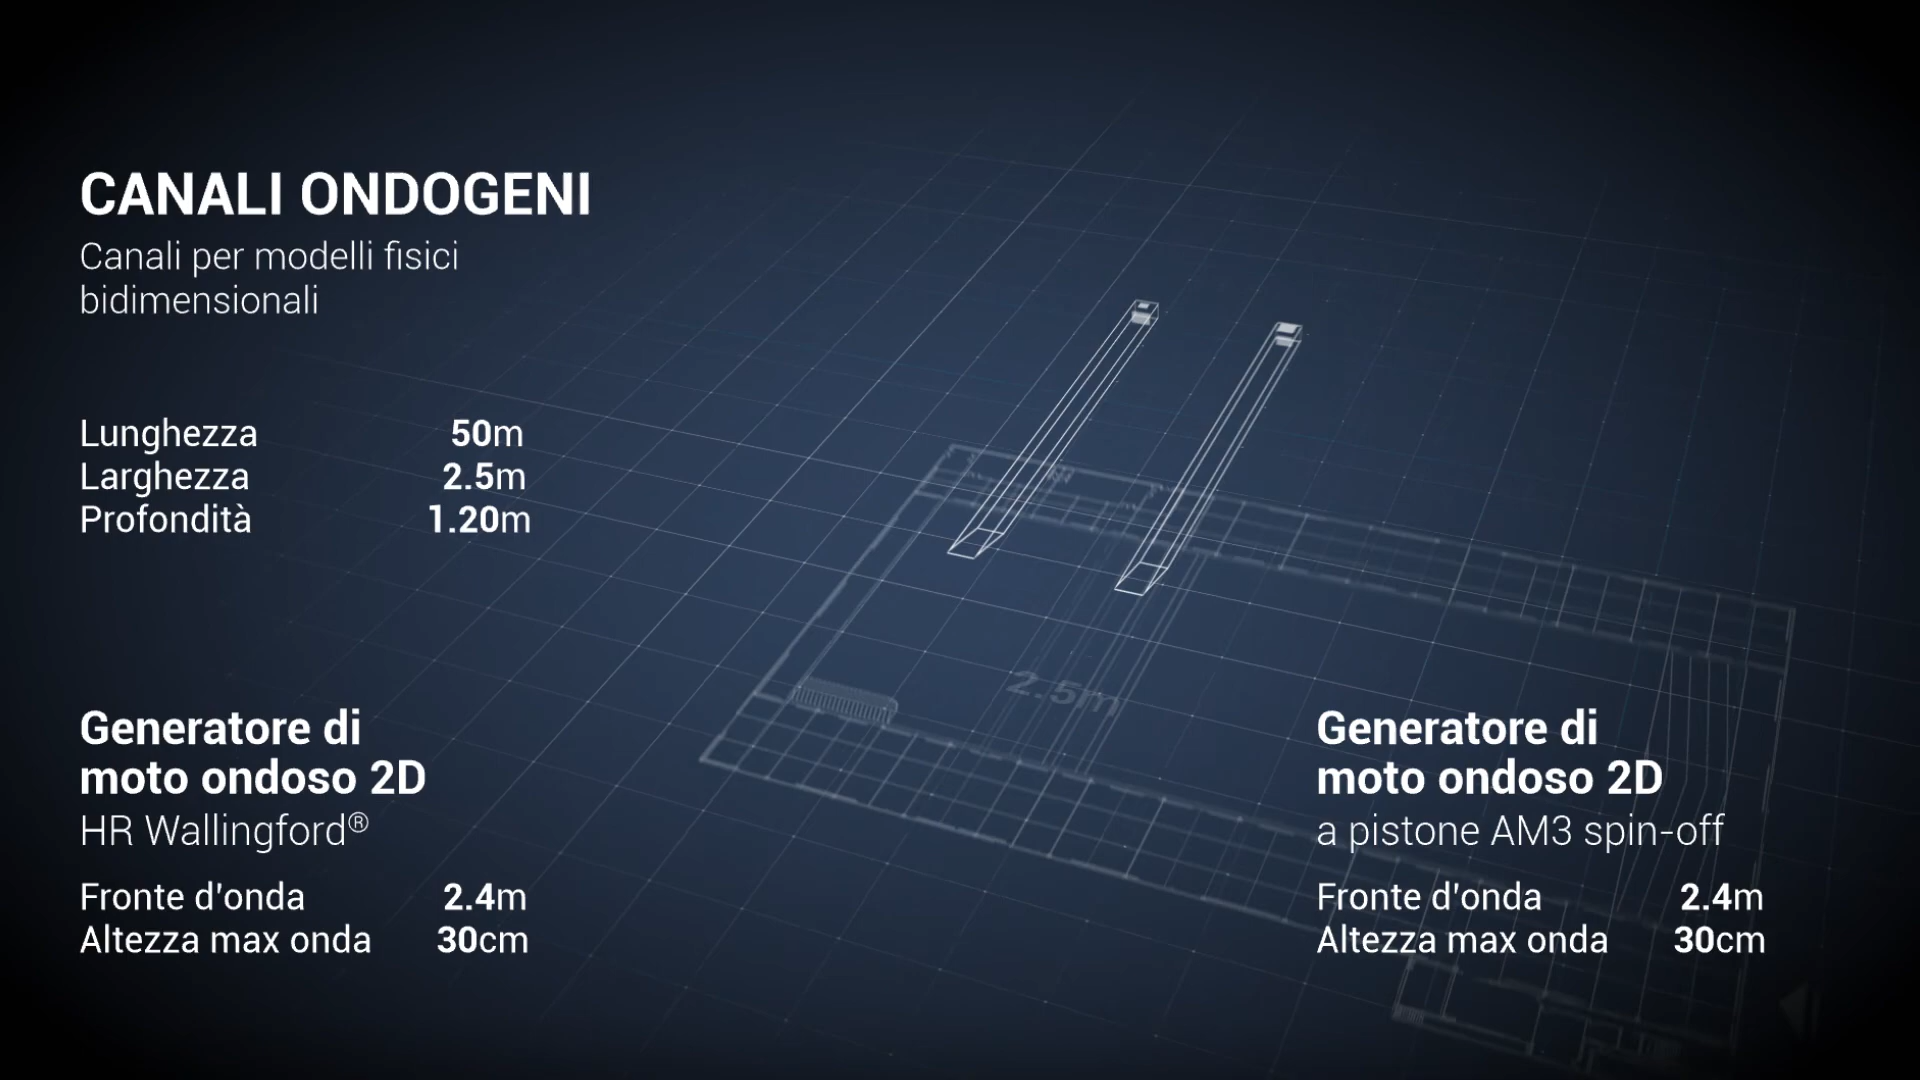 CANALI ONDOGENI
Canali per modelli fisici
bidimensionali
Lunghezza 50m
Larghezza 2.5m
Profondità 1.20m
2.5m
Generatore di
moto ondoso 2D
HR Wallingford®
Fronte d'onda 2.4m
Altezza max onda 30cm
Generatore di
moto ondoso 2D
a pistone AM3 spin-off
Fronte d'onda 2.4m
Altezza max onda 30cm